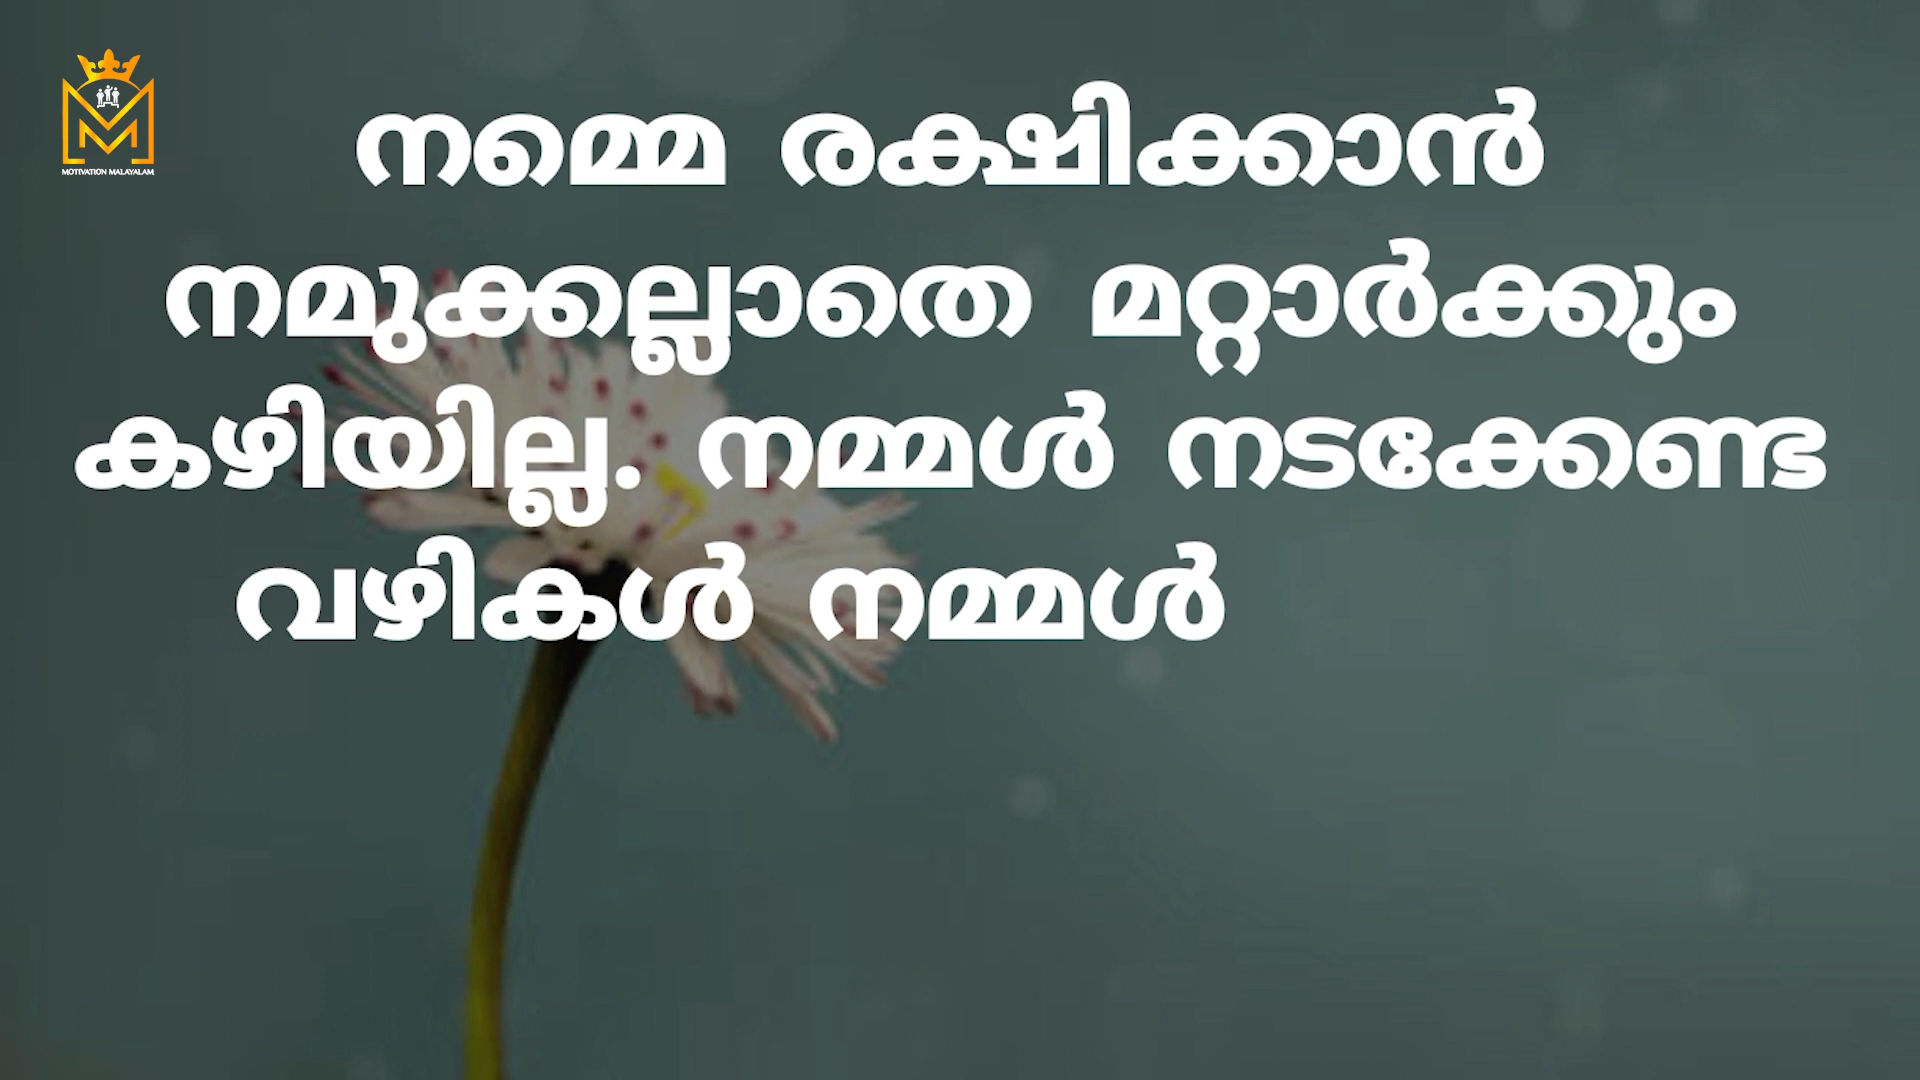 MOTIVATION MALAYALAM
നമ്മെ രക്ഷിക്കാൻ
നമുക്കല്ലാതെ മറ്റാർക്കും
കഴിയില്ല. നമ്മൾ നടക്കേണ്ട
വഴികൾ നമ്മൾ